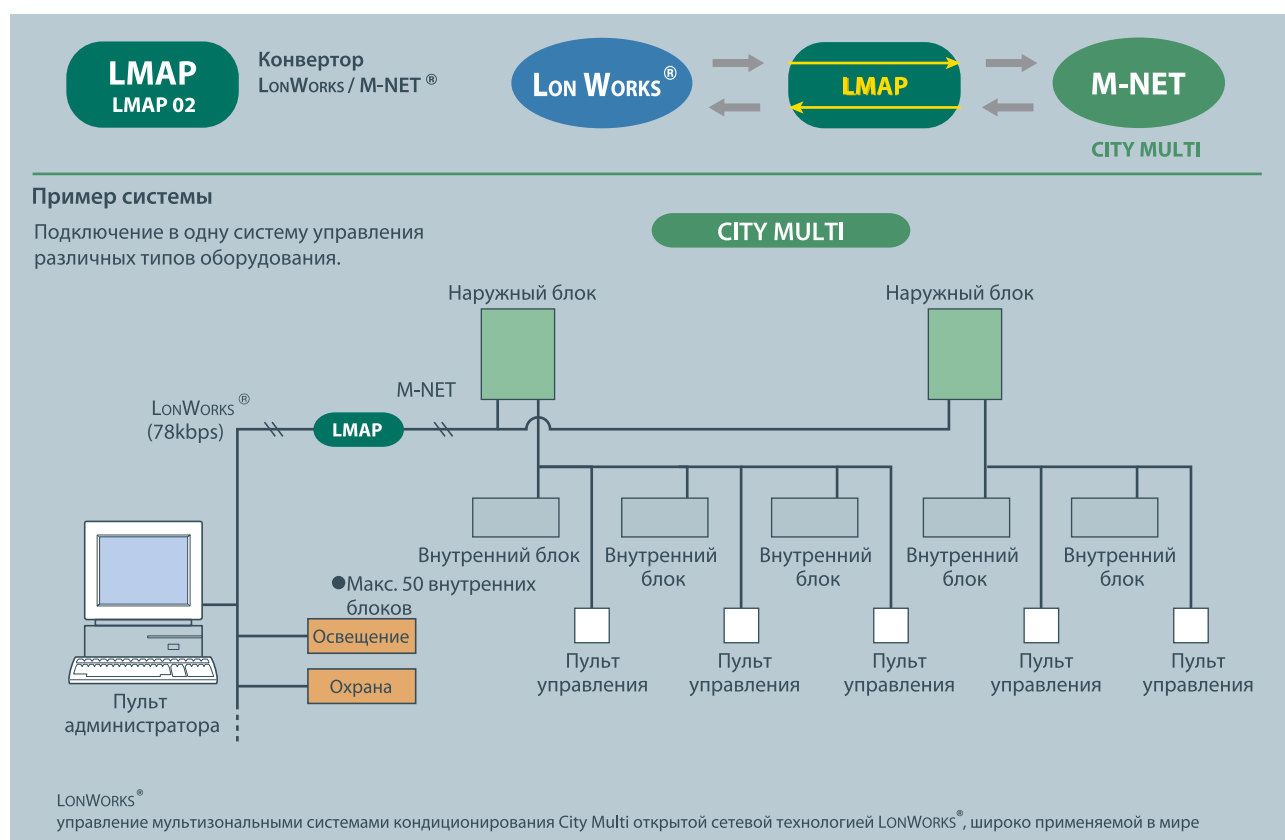 LMAP
LMAP 02
Конвертор
LONWORKS / M-NET ®
LON WORKS®
LMAP
M-NET
CITY MULTI
Пример системы
Подключение в одну систему управления
различных типов оборудования.
CITY MULTI
Наружный блок
Наружный блок
M-NET
LONWORKS ®
(78kbps)
LMAP
Внутренний блок
Внутренний
блок
Внутренний
блок
Внутренний
блок
Внутренний
блок
●Макс. 50 внутренних
блоков
Освещение
Охрана
Пульт
администратора
Пульт
управления
Пульт
управления
Пульт
управления
Пульт
управления
Пульт
управления
LONWORKS®
управление мультизональными системами кондиционирования City Multi открытой сетевой технологией LONWORKS®, широко применяемой в мире